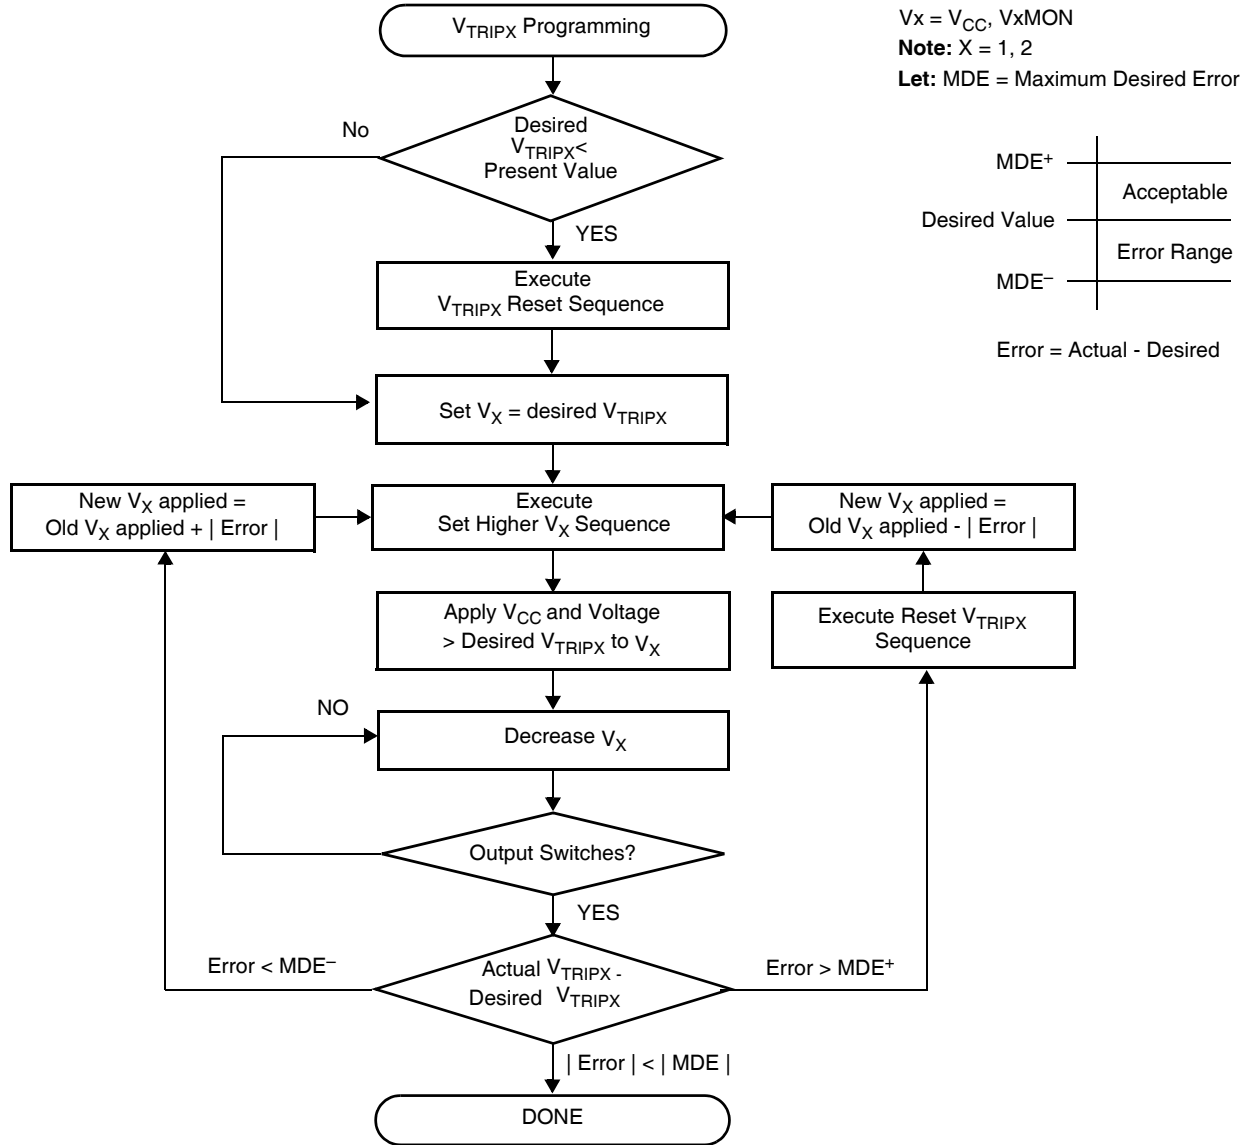 V_TRIPX Programming
Vx = V_CC, VxMON
Note: X = 1, 2
Let: MDE = Maximum Desired Error
MDE+
Acceptable
Desired Value
Error Range
MDE–
Error = Actual - Desired
No
Desired
V_TRIPX<
Present Value
YES
Execute
V_TRIPX Reset Sequence
Set V_X = desired V_TRIPX
New V_X applied =
Old V_X applied + | Error |
Execute
Set Higher V_X Sequence
New V_X applied =
Old V_X applied - | Error |
Apply V_CC and Voltage
> Desired V_TRIPX to V_X
Execute Reset V_TRIPX
Sequence
NO
Decrease V_X
Output Switches?
YES
Error < MDE–
Actual V_TRIPX -
Desired V_TRIPX
Error > MDE+
| Error | < | MDE |
DONE